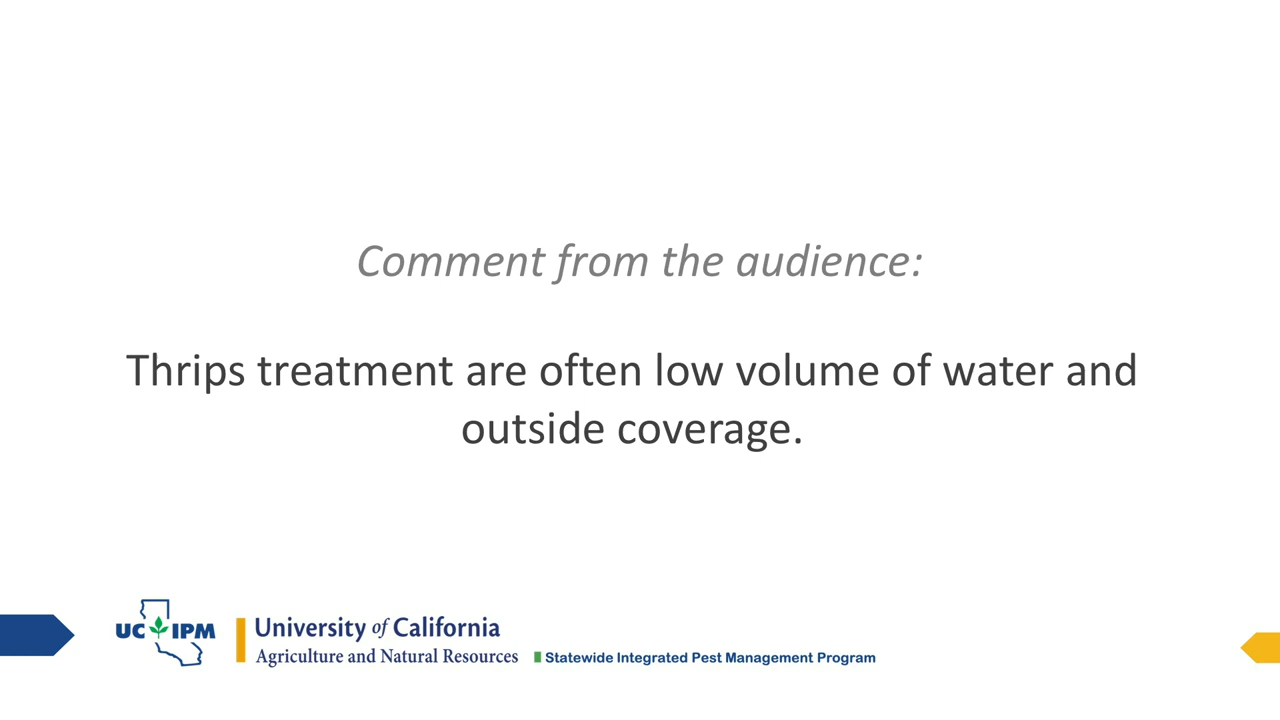 Comment from the audience:
Thrips treatment are often low volume of water and
outside coverage.
UC IPM
University of California
Agriculture and Natural Resources
Statewide Integrated Pest Management Program